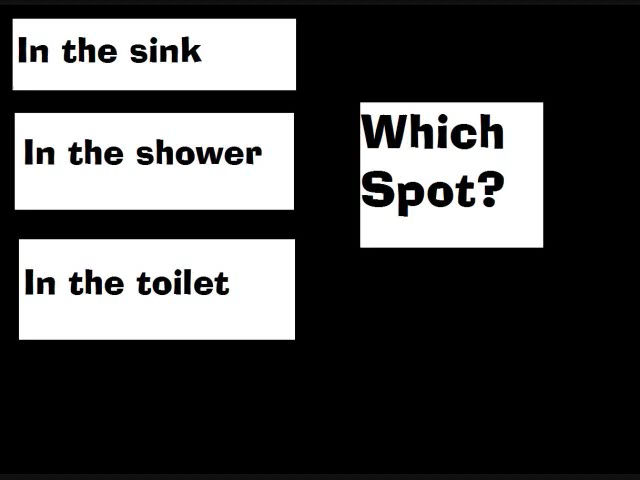 In the sink
In the shower
In the toilet
Which
Spot?